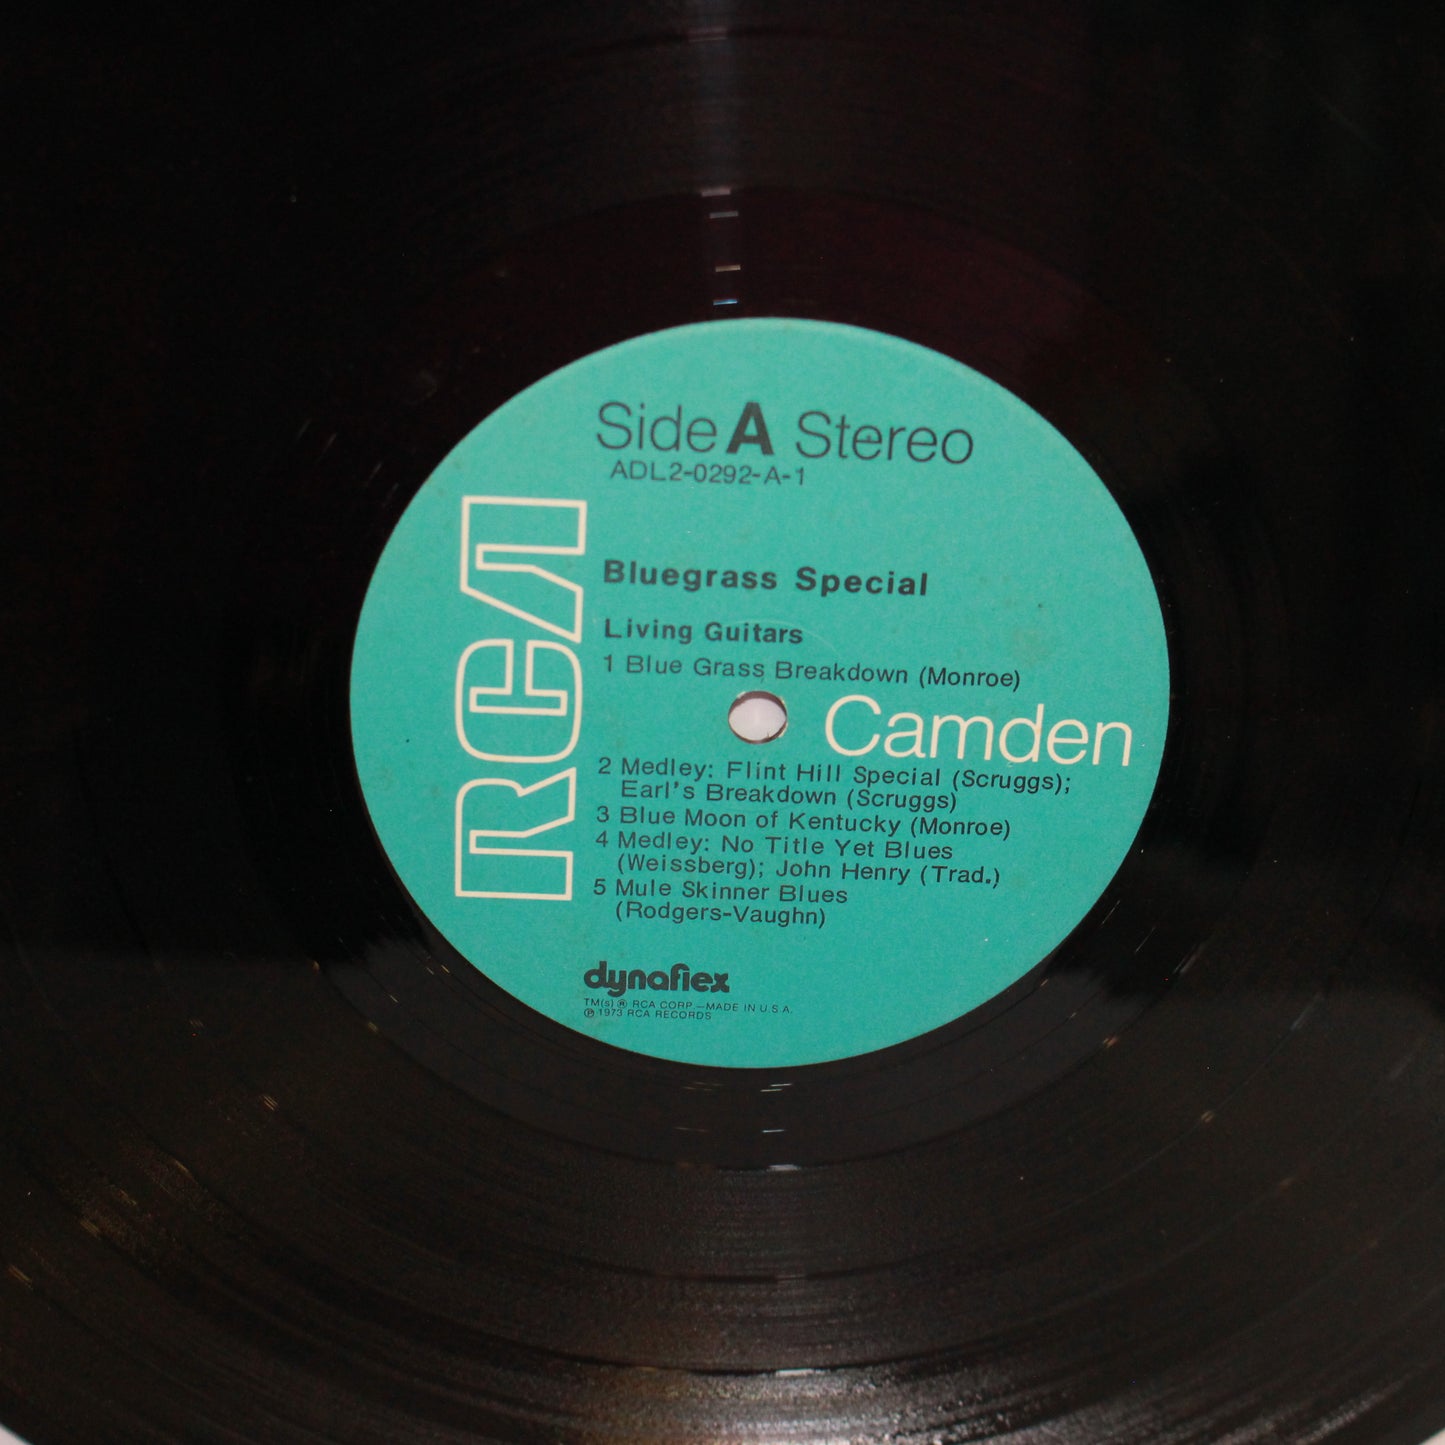 Side A Stereo
ADL2-0292-A-1
RCA
Bluegrass Special
Living Guitars
1 Blue Grass Breakdown (Monroe)
Camden
2 Medley: Flint Hill Special (Scruggs);
Earl's Breakdown (Scruggs)
3 Blue Moon of Kentucky (Monroe)
4 Medley: No Title Yet Blues
(Weissberg); John Henry (Trad.)
5 Mule Skinner Blues
(Rodgers-Vaughn)
dynaflex
TM(s) ® RCA CORP.—MADE IN U.S.A.
℗ 1973 RCA RECORDS